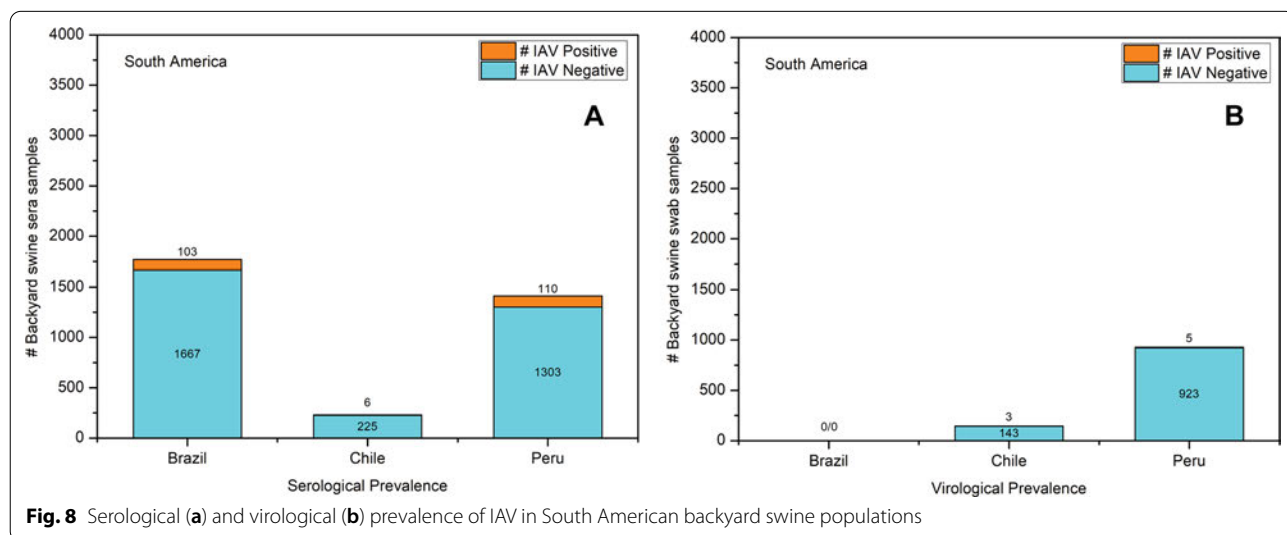 4000
3500
3000
2500
2000
1500
1000
500
0
# Backyard swine sera samples
South America
# IAV Positive
# IAV Negative
A
103
1667
6
225
110
1303
Brazil
Chile
Peru
Serological Prevalence
4000
3500
3000
2500
2000
1500
1000
500
0
# Backyard swine swab samples
South America
# IAV Positive
# IAV Negative
B
0/0
3
143
5
923
Brazil
Chile
Peru
Virological Prevalence
Fig. 8 Serological (a) and virological (b) prevalence of IAV in South American backyard swine populations